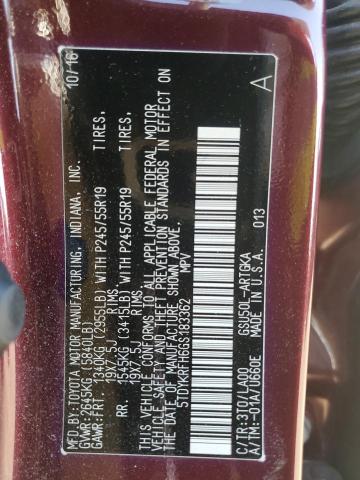 MFD.BY:TOYOTA MOTOR MANUFACTURING, INDIANA, INC. 10/16
GVWR:2645KG(5840LB)
GAWR:FRT. 1340KG(2955LB)WITH P245/55R19 TIRES.
19X7.5J RIMS
RR 1545KG(3415LB)WITH P245/55R19 TIRES.
19X7.5J RIMS
THIS VEHICLE CONFORMS TO ALL APPLICABLE FEDERAL MOTOR
VEHICLE SAFETY AND THEFT PREVENTION STANDARDS IN EFFECT ON
THE DATE OF MANUFACTURE SHOWN ABOVE.
5TDYKRFH6GS183362 MPV
A
C/TR:3T0/LA00 GSU50L-ARTGKA
A/TM:-01A/U660E MADE IN U.S.A. 013